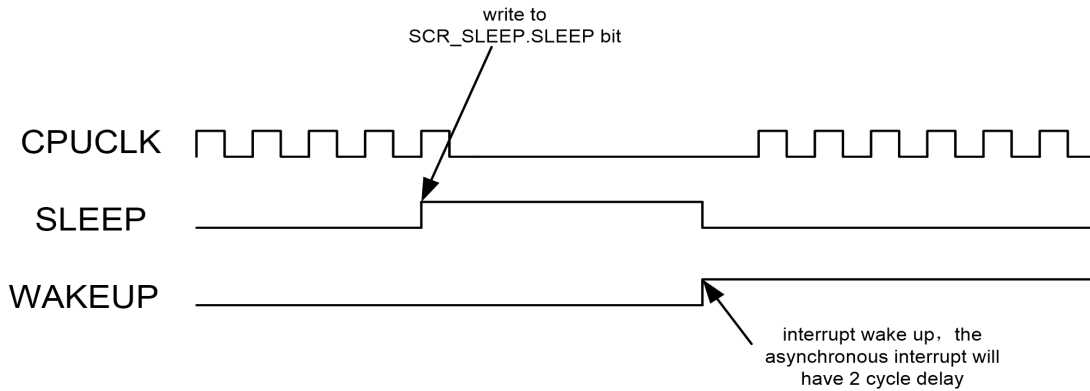 write to
SCR_SLEEP.SLEEP bit
CPUCLK
SLEEP
WAKEUP
interrupt wake up，the
asynchronous interrupt will
have 2 cycle delay